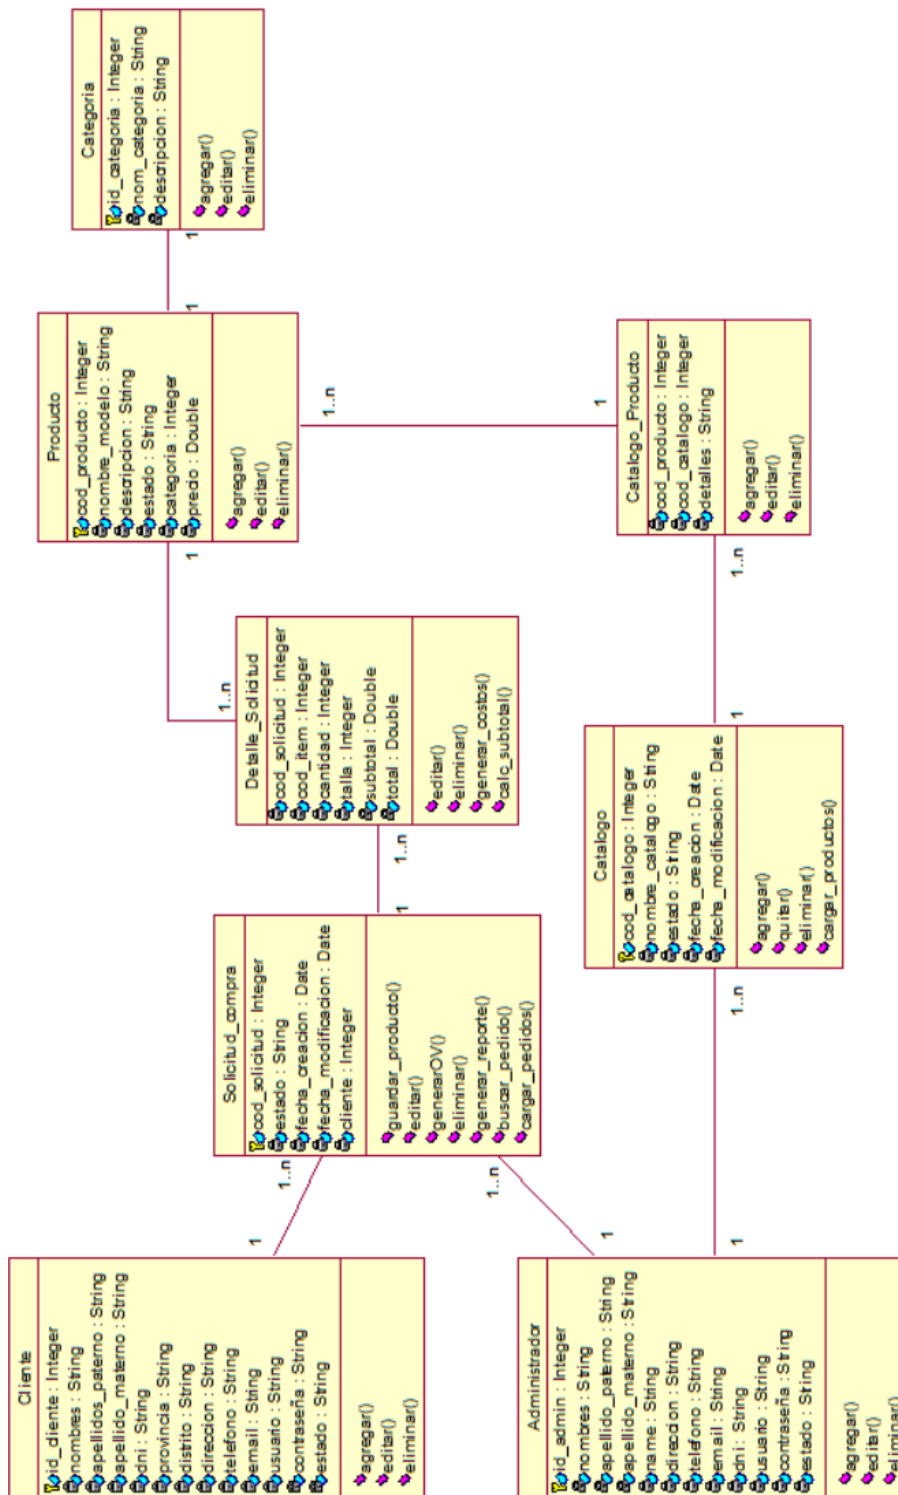 Cliente
id_cliente : Integer
nombres : String
apellidos_paterno : String
apellido_materno : String
dni : String
provincia : String
distrito : String
direccion : String
telefono : String
email : String
usuario : String
contraseña : String
estado : String
agregar()
editar()
eliminar()
1
1..n
Solicitud_compra
cod_solicitud : Integer
estado : String
fecha_creacion : Date
fecha_modificacion : Date
cliente : Integer
guardar_producto()
editar()
generarOV()
eliminar()
generar_reporte()
buscar_pedido()
cargar_pedidos()
1
1..n
Detalle_Solicitud
cod_solicitud : Integer
cod_item : Integer
cantidad : Integer
talla : Integer
subtotal : Double
total : Double
editar()
eliminar()
generar_costos()
calc_subtotal()
1..n
1
Producto
cod_producto : Integer
nombre_modelo : String
descripcion : String
estado : String
categoria : Integer
precio : Double
agregar()
editar()
eliminar()
1
1
Categoria
id_categoria : Integer
nom_categoria : String
descripcion : String
agregar()
editar()
eliminar()
Administrador
id_admin : Integer
nombres : String
apellido_paterno : String
apellido_materno : String
name : String
direccion : String
telefono : String
email : String
dni : String
usuario : String
contraseña : String
estado : String
agregar()
editar()
eliminar()
1
1..n
1
1..n
Catalogo
cod_catalogo : Integer
nombre_catalogo : String
estado : String
fecha_creacion : Date
fecha_modificacion : Date
agregar()
quitar()
eliminar()
cargar_productos()
1
1..n
Catalogo_Producto
cod_producto : Integer
cod_catalogo : Integer
detalles : String
agregar()
editar()
eliminar()
1
1..n